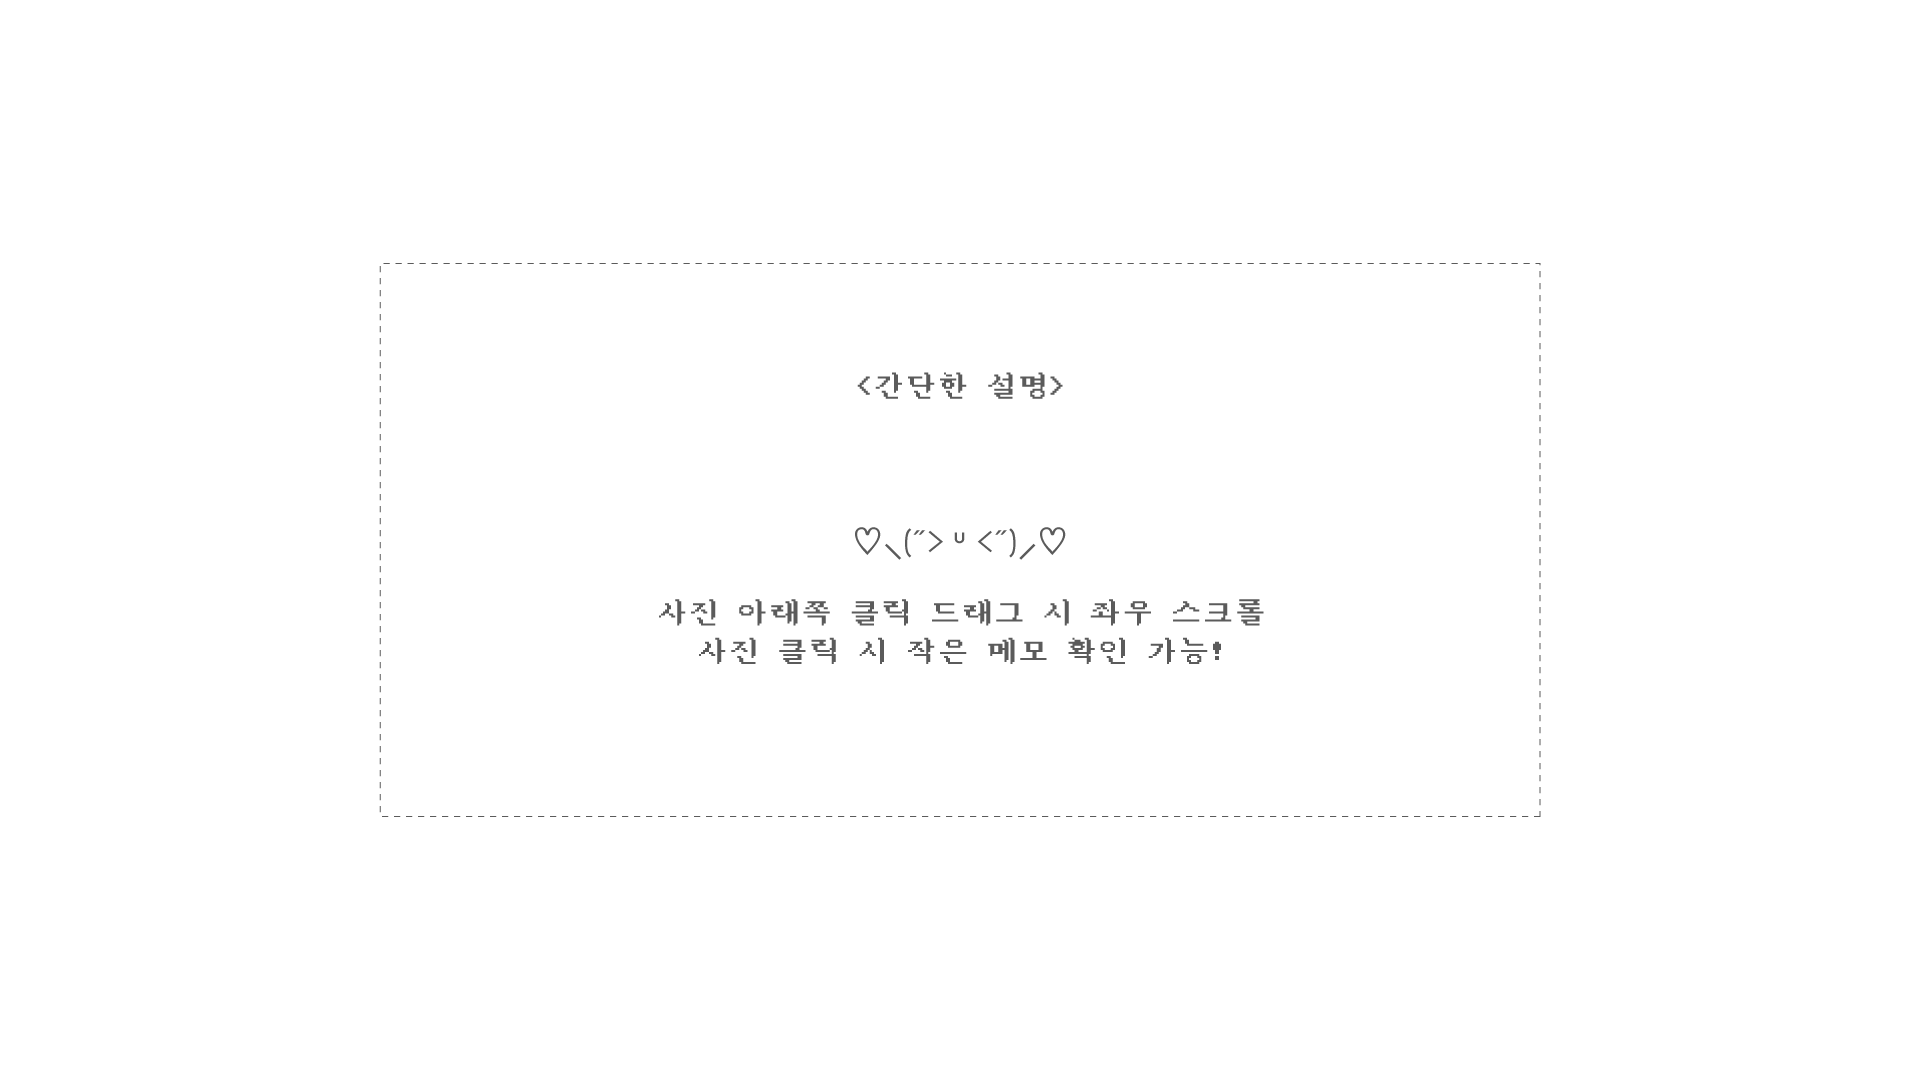 <간단한 설명>
♡⸜(˶˃ ᵕ ˂˶)⸝♡
사진 아래쪽 클릭 드래그 시 좌우 스크롤
사진 클릭 시 작은 메모 확인 가능!